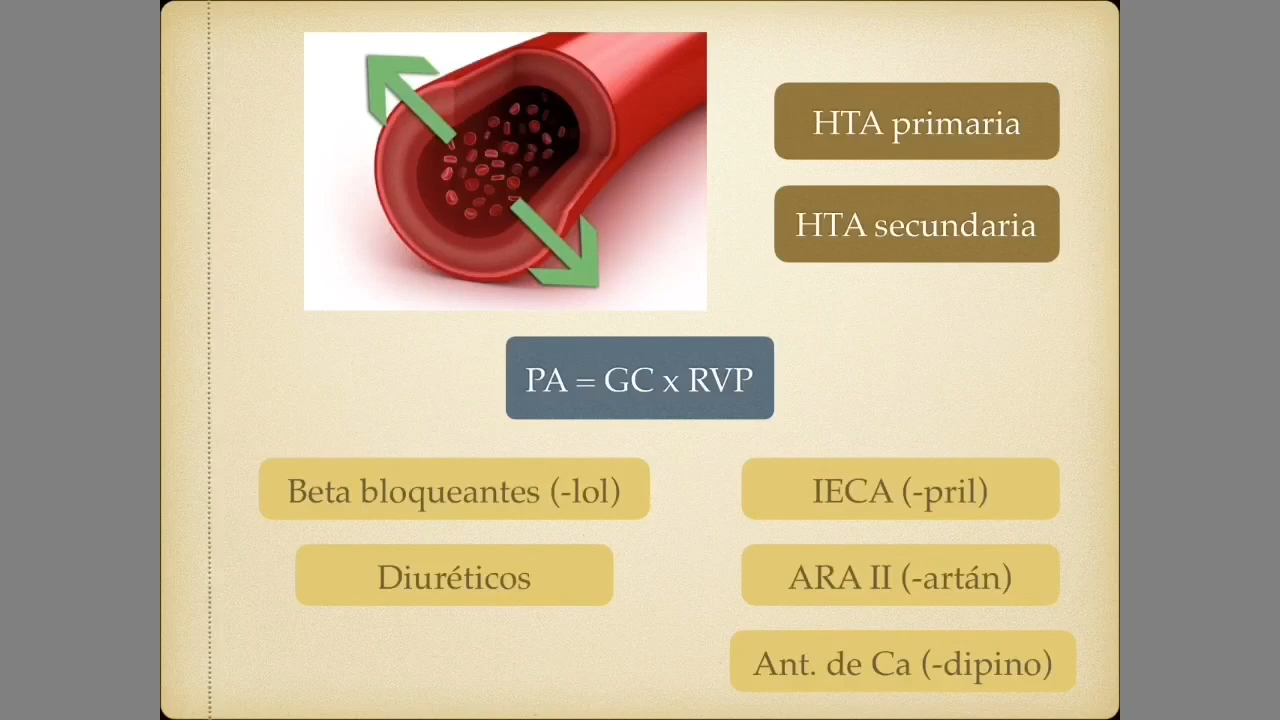 HTA primaria
HTA secundaria
PA = GC x RVP
Beta bloqueantes (-lol)
IECA (-pril)
Diuréticos
ARA II (-artán)
Ant. de Ca (-dipino)